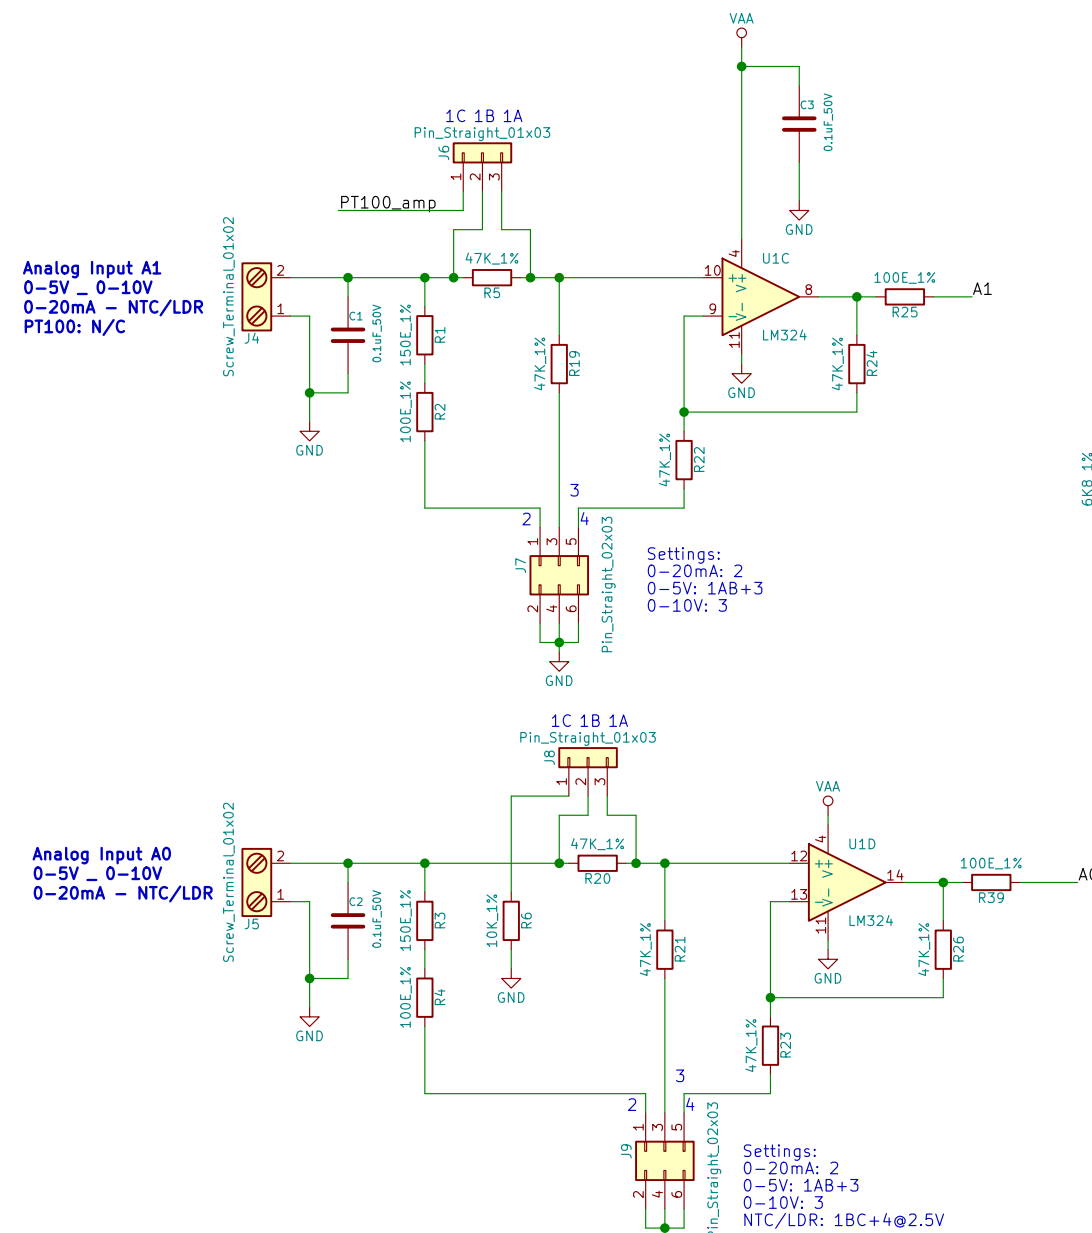 VAA
C3
0.1uF_50V
GND
1C 1B 1A
Pin_Straight_01x03
J6
1
2
3
PT100_amp
Screw_Terminal_01x02
Analog Input A1
0-5V _ 0-10V
0-20mA - NTC/LDR
PT100: N/C
2
1
J4
C1
0.1uF_50V
GND
150E_1%
R1
100E_1%
R2
47K_1%
R5
47K_1%
R19
10
9
4
V+
V-
11
8
U1C
LM324
GND
100E_1%
R25
A1
47K_1%
R24
47K_1%
R22
6K8_1%
2
3
4
1
3
5
J7
2
4
6
Pin_Straight_02x03
GND
Settings:
0-20mA: 2
0-5V: 1AB+3
0-10V: 3
1C 1B 1A
Pin_Straight_01x03
J8
1
2
3
Screw_Terminal_01x02
Analog Input A0
0-5V _ 0-10V
0-20mA - NTC/LDR
2
1
J5
C2
0.1uF_50V
GND
150E_1%
R3
100E_1%
R4
10K_1%
R6
GND
47K_1%
R20
47K_1%
R21
VAA
12
13
4
V+
V-
11
14
U1D
LM324
GND
100E_1%
R39
A0
47K_1%
R26
47K_1%
R23
2
3
4
1
3
5
J9
2
4
6
Pin_Straight_02x03
Settings:
0-20mA: 2
0-5V: 1AB+3
0-10V: 3
NTC/LDR: 1BC+4@2.5V